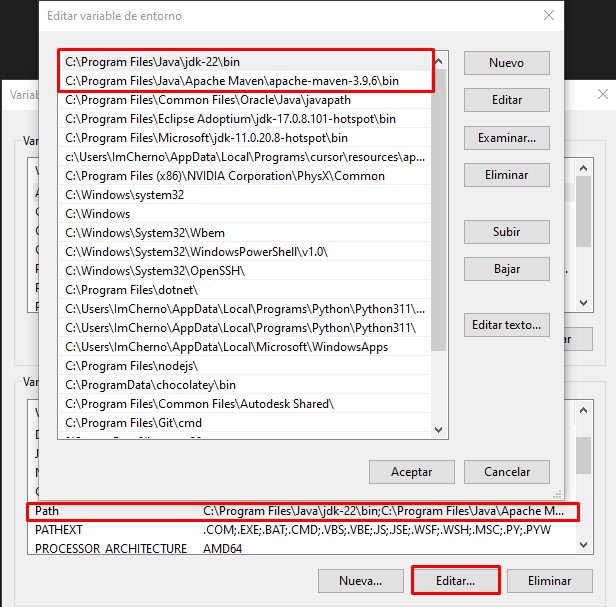 Editar variable de entorno
C:\Program Files\Java\jdk-22\bin
C:\Program Files\Java\Apache Maven\apache-maven-3.9.6\bin
C:\Program Files\Common Files\Oracle\Java\javapath
C:\Program Files\Eclipse Adoptium\jdk-17.0.8.101-hotspot\bin
C:\Program Files\Microsoft\jdk-11.0.20.8-hotspot\bin
c:\Users\ImCherno\AppData\Local\Programs\cursor\resources\ap...
C:\Program Files (x86)\NVIDIA Corporation\PhysX\Common
C:\Windows\system32
C:\Windows
C:\Windows\System32\Wbem
C:\Windows\System32\WindowsPowerShell\v1.0\
C:\Windows\System32\OpenSSH\
C:\Program Files\dotnet\
C:\Users\ImCherno\AppData\Local\Programs\Python\Python311\...
C:\Users\ImCherno\AppData\Local\Programs\Python\Python311\
C:\Users\ImCherno\AppData\Local\Microsoft\WindowsApps
C:\Program Files\nodejs\
C:\ProgramData\chocolatey\bin
C:\Program Files\Common Files\Autodesk Shared\
C:\Program Files\Git\cmd
Nuevo
Editar
Examinar...
Eliminar
Subir
Bajar
Editar texto...
Aceptar
Cancelar
Variab
Var
ar
Var
Path C:\Program Files\Java\jdk-22\bin;C:\Program Files\Java\Apache M...
PATHEXT .COM;.EXE;.BAT;.CMD;.VBS;.VBE;.JS;.JSE;.WSF;.WSH;.MSC;.PY;.PYW
PROCESSOR_ARCHITECTURE AMD64
Nueva...
Editar...
Eliminar